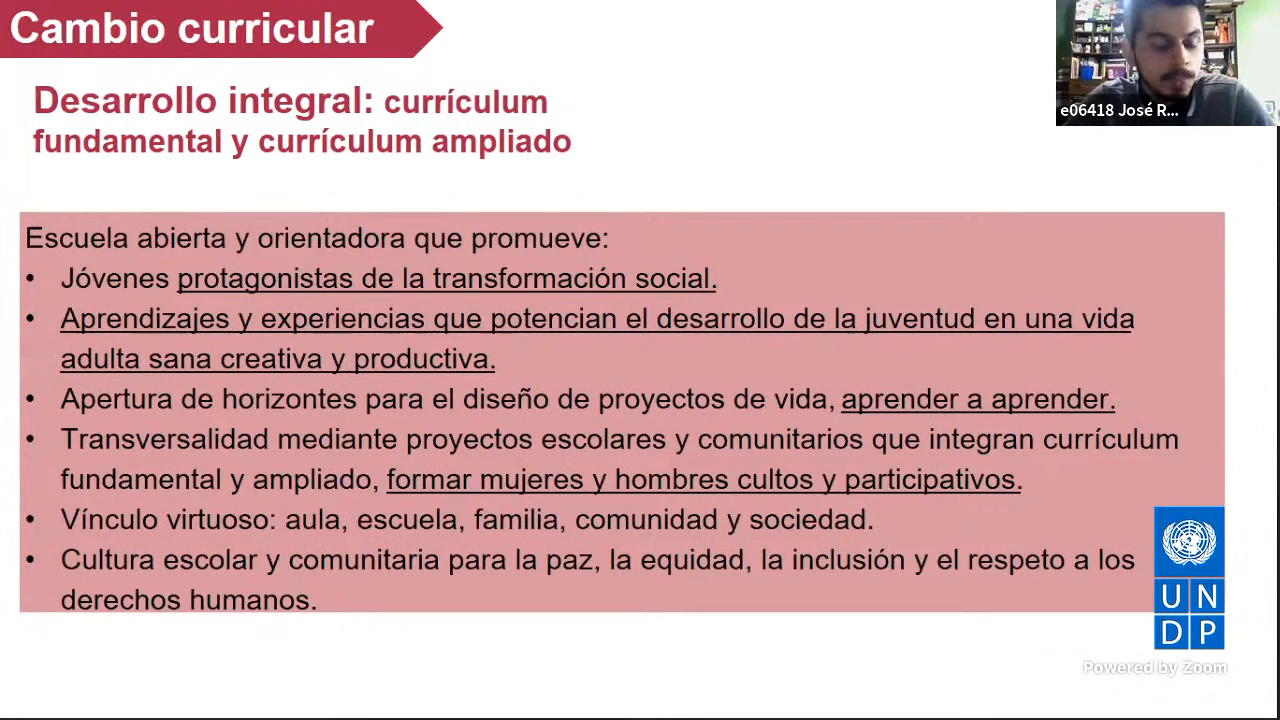 Cambio curricular
e06418 José R...
Desarrollo integral: currículum
fundamental y currículum ampliado
Escuela abierta y orientadora que promueve:
• Jóvenes protagonistas de la transformación social.
• Aprendizajes y experiencias que potencian el desarrollo de la juventud en una vida
adulta sana creativa y productiva.
• Apertura de horizontes para el diseño de proyectos de vida, aprender a aprender.
• Transversalidad mediante proyectos escolares y comunitarios que integran currículum
fundamental y ampliado, formar mujeres y hombres cultos y participativos.
• Vínculo virtuoso: aula, escuela, familia, comunidad y sociedad.
• Cultura escolar y comunitaria para la paz, la equidad, la inclusión y el respeto a los
derechos humanos.
U N
D P
Powered by Zoom